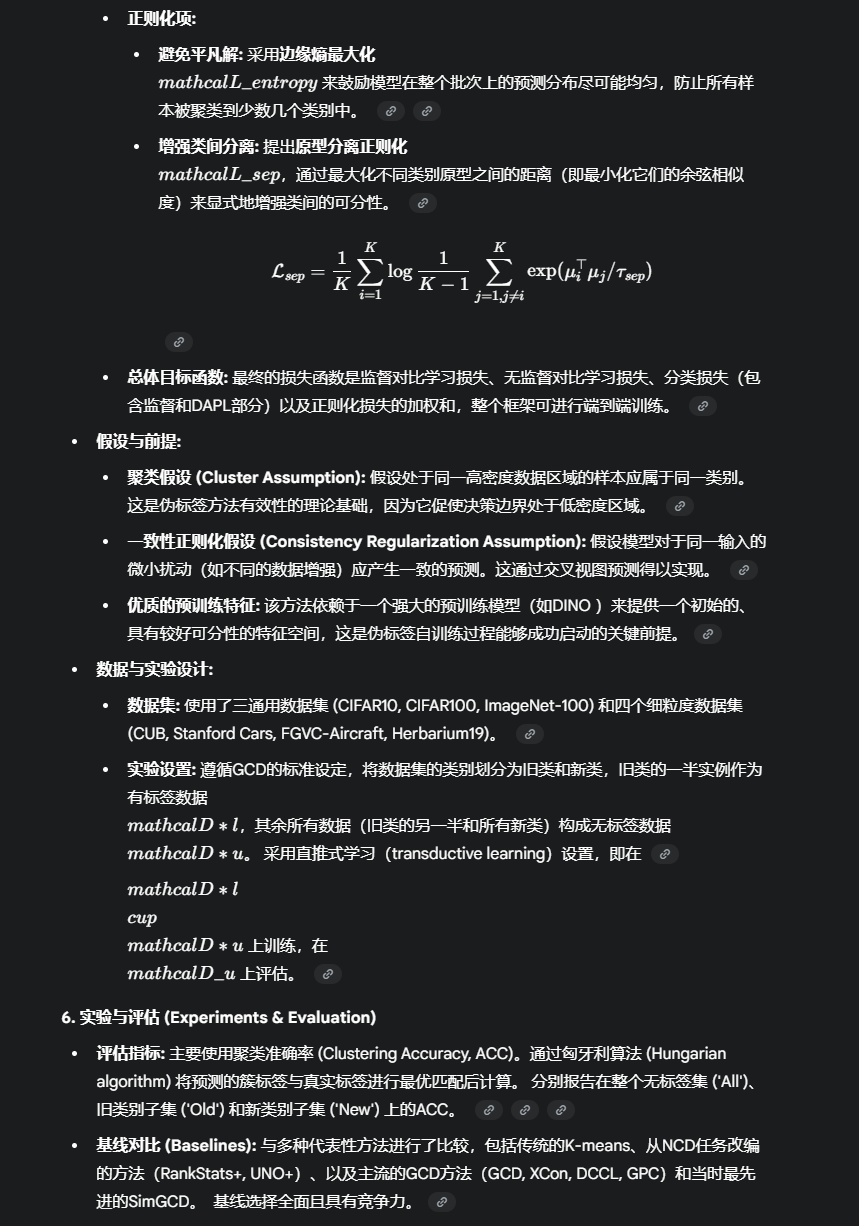 • 正则化项:
• 避免平凡解: 采用边缘熵最大化
mathcalL_entropy 来鼓励模型在整个批次上的预测分布尽可能均匀，防止所有样
本被聚类到少数几个类别中。
• 增强类间分离: 提出原型分离正则化
mathcalL_sep，通过最大化不同类别原型之间的距离（即最小化它们的余弦相似
度）来显式地增强类间的可分性。
\mathcal{L}_{sep} = \frac{1}{K} \sum_{i=1}^{K} \log \frac{1}{K-1} \sum_{j=1,j≠i}^{K} \exp(\mu_i^⊤ \mu_j/\tau_{sep})
• 总体目标函数: 最终的损失函数是监督对比学习损失、无监督对比学习损失、分类损失（包
含监督和DAPL部分）以及正则化损失的加权和，整个框架可进行端到端训练。
• 假设与前提:
• 聚类假设 (Cluster Assumption): 假设处于同一高密度数据区域的样本应属于同一类别。
这是伪标签方法有效性的理论基础，因为它促使决策边界处于低密度区域。
• 一致性正则化假设 (Consistency Regularization Assumption): 假设模型对于同一输入的
微小扰动（如不同的数据增强）应产生一致的预测。这通过交叉视图预测得以实现。
• 优质的预训练特征: 该方法依赖于一个强大的预训练模型（如DINO ）来提供一个初始的、
具有较好可分性的特征空间，这是伪标签自训练过程能够成功启动的关键前提。
• 数据与实验设计:
• 数据集: 使用了三通用数据集 (CIFAR10, CIFAR100, ImageNet-100) 和四个细粒度数据集
(CUB, Stanford Cars, FGVC-Aircraft, Herbarium19)。
• 实验设置: 遵循GCD的标准设定，将数据集的类别划分为旧类和新类，旧类的一半实例作为
有标签数据
mathcalD * l，其余所有数据（旧类的另一半和所有新类）构成无标签数据
mathcalD * u。 采用直推式学习（transductive learning）设置，即在
mathcalD * l
cup
mathcalD * u 上训练，在
mathcalD_u 上评估。
6. 实验与评估 (Experiments & Evaluation)
• 评估指标: 主要使用聚类准确率 (Clustering Accuracy, ACC)。通过匈牙利算法 (Hungarian
algorithm) 将预测的簇标签与真实标签进行最优匹配后计算。 分别报告在整个无标签集 ('All')、
旧类别子集 ('Old') 和新类别子集 ('New') 上的ACC。
• 基线对比 (Baselines): 与多种代表性方法进行了比较，包括传统的K-means、从NCD任务改编
的方法（RankStats+, UNO+）、以及主流的GCD方法（GCD, XCon, DCCL, GPC）和当时最先
进的SimGCD。 基线选择全面且具有竞争力。